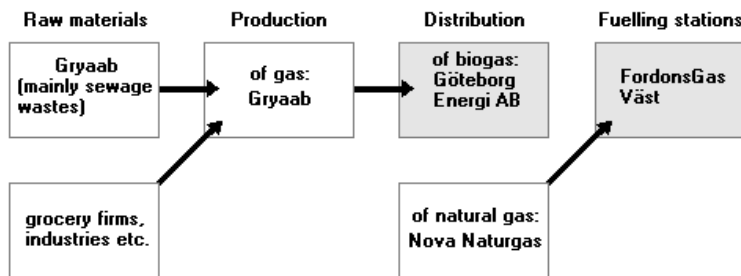 Raw materials
Production
Distribution
Fuelling stations
Gryaab
(mainly sewage
wastes)
of gas:
Gryaab
of biogas:
Göteborg
Energi AB
FordonsGas
Väst
grocery firms,
industries etc.
of natural gas:
Nova Naturgas